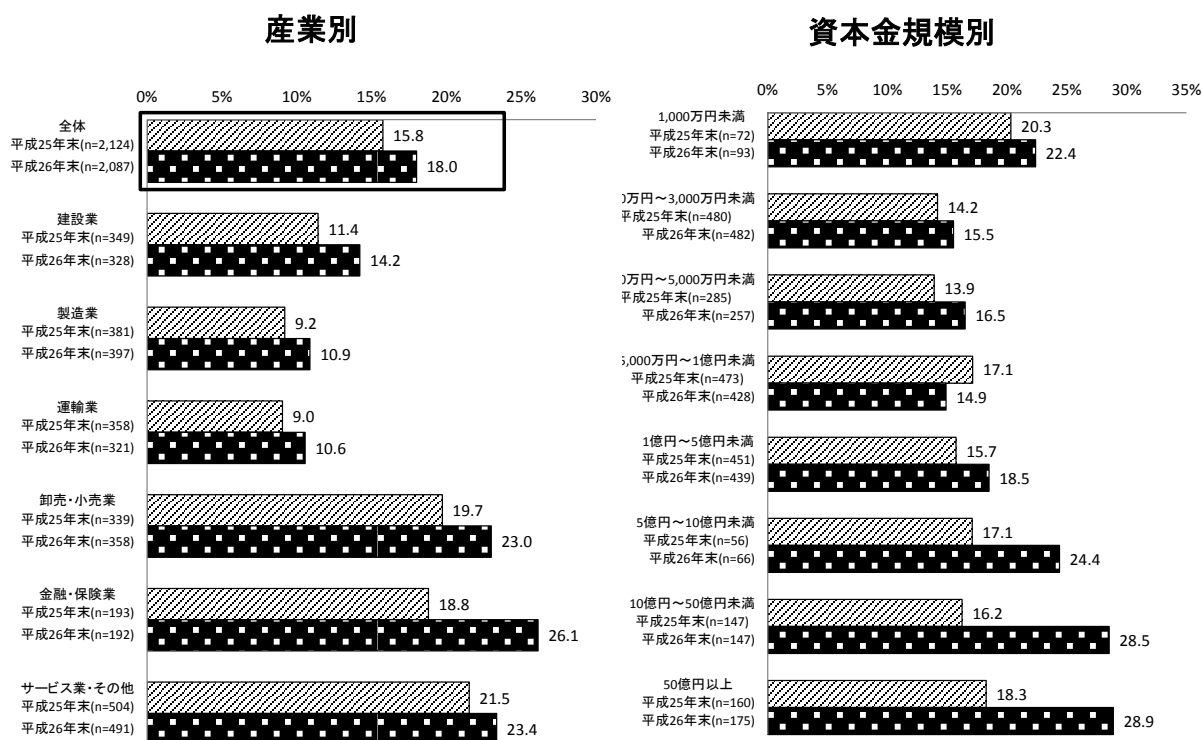 産業別
0% 5% 10% 15% 20% 25% 30%
全体
平成25年末(n=2,124)
15.8
平成26年末(n=2,087)
18.0
建設業
平成25年末(n=349)
11.4
平成26年末(n=328)
14.2
製造業
平成25年末(n=381)
9.2
平成26年末(n=397)
10.9
運輸業
平成25年末(n=358)
9.0
平成26年末(n=321)
10.6
卸売・小売業
平成25年末(n=339)
19.7
平成26年末(n=358)
23.0
金融・保険業
平成25年末(n=193)
18.8
平成26年末(n=192)
26.1
サービス業・その他
平成25年末(n=504)
21.5
平成26年末(n=491)
23.4
資本金規模別
0% 5% 10% 15% 20% 25% 30% 35%
1,000万円未満
平成25年末(n=72)
20.3
平成26年末(n=93)
22.4
0万円～3,000万円未満
平成25年末(n=480)
14.2
平成26年末(n=482)
15.5
0万円～5,000万円未満
平成25年末(n=285)
13.9
平成26年末(n=257)
16.5
5,000万円～1億円未満
平成25年末(n=473)
17.1
平成26年末(n=428)
14.9
1億円～5億円未満
平成25年末(n=451)
15.7
平成26年末(n=439)
18.5
5億円～10億円未満
平成25年末(n=56)
17.1
平成26年末(n=66)
24.4
10億円～50億円未満
平成25年末(n=147)
16.2
平成26年末(n=147)
28.5
50億円以上
平成25年末(n=160)
18.3
平成26年末(n=175)
28.9